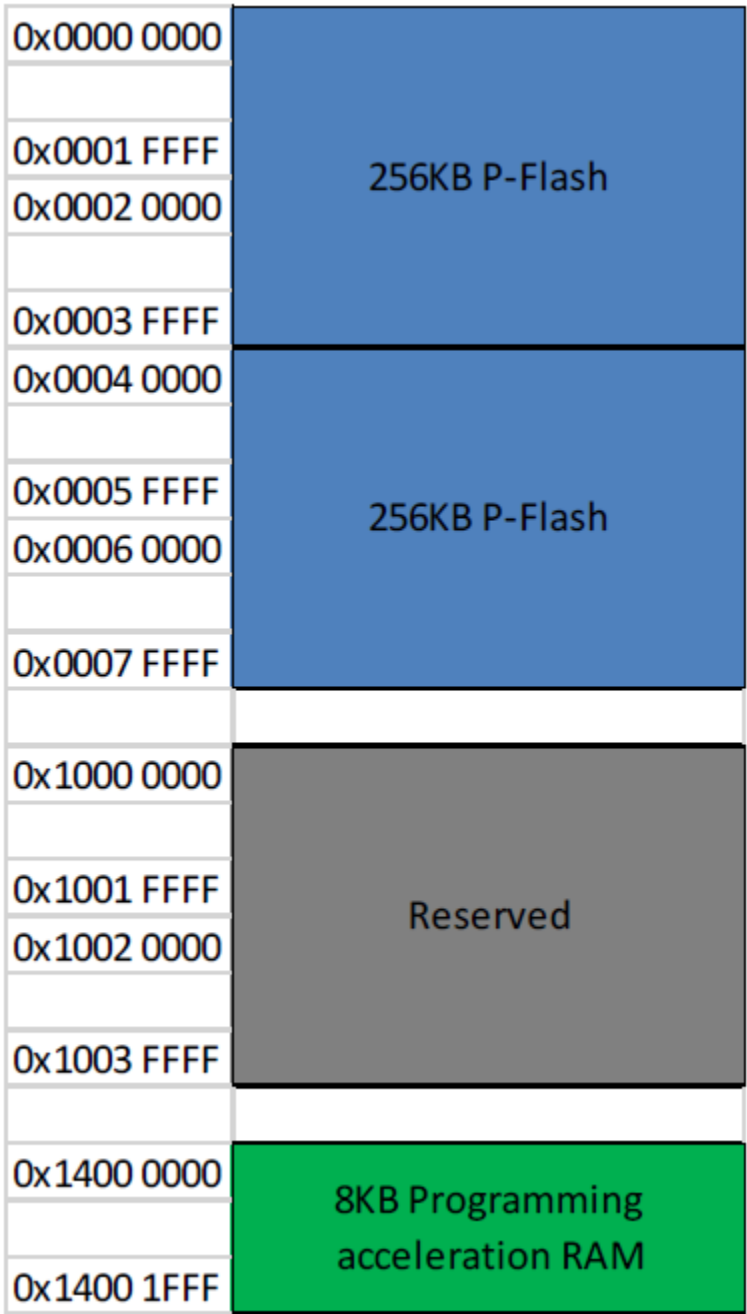 0x0000 0000
0x0001 FFFF
256KB P-Flash
0x0002 0000
0x0003 FFFF
0x0004 0000
0x0005 FFFF
256KB P-Flash
0x0006 0000
0x0007 FFFF
0x1000 0000
0x1001 FFFF
Reserved
0x1002 0000
0x1003 FFFF
0x1400 0000
8KB Programming
acceleration RAM
0x1400 1FFF